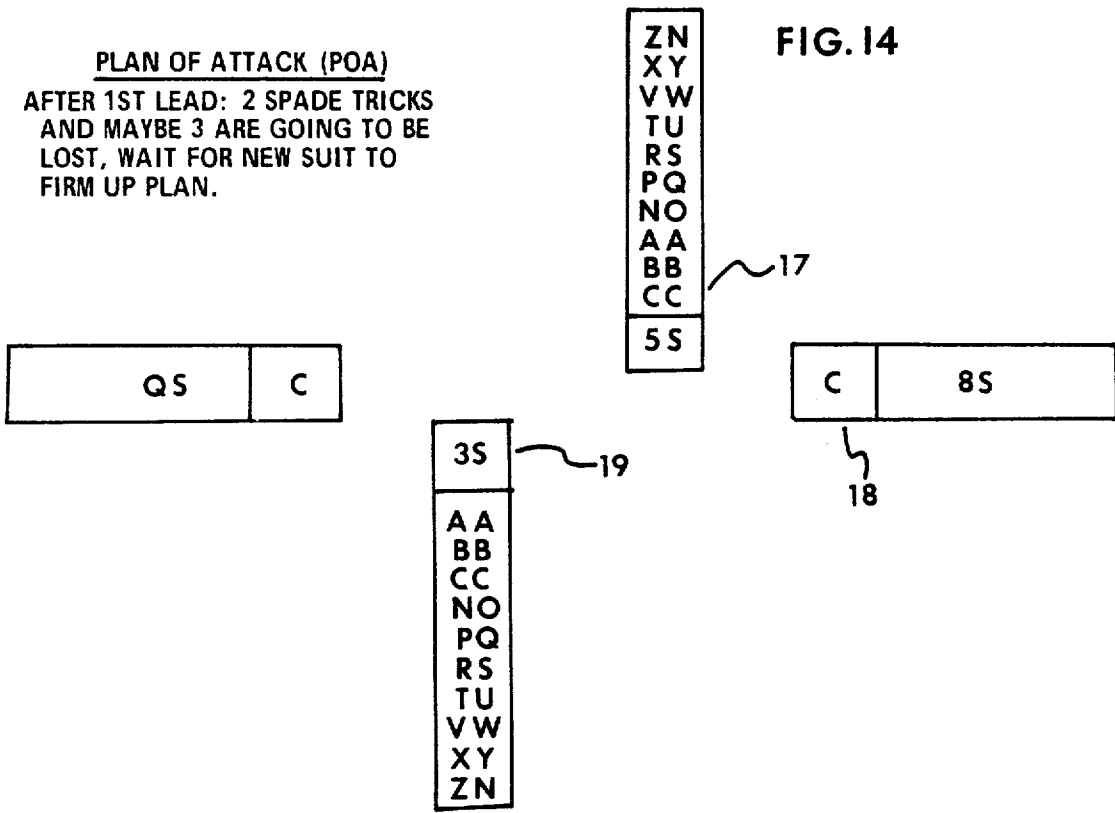 FIG. 14
PLAN OF ATTACK (POA)
AFTER 1ST LEAD: 2 SPADE TRICKS
AND MAYBE 3 ARE GOING TO BE
LOST, WAIT FOR NEW SUIT TO
FIRM UP PLAN.
ZN
XY
VW
TU
RS
PQ
NO
AA
BB
CC
17
5S
QS
C
C
8S
18
3S
19
AA
BB
CC
NO
PQ
RS
TU
VW
XY
ZN